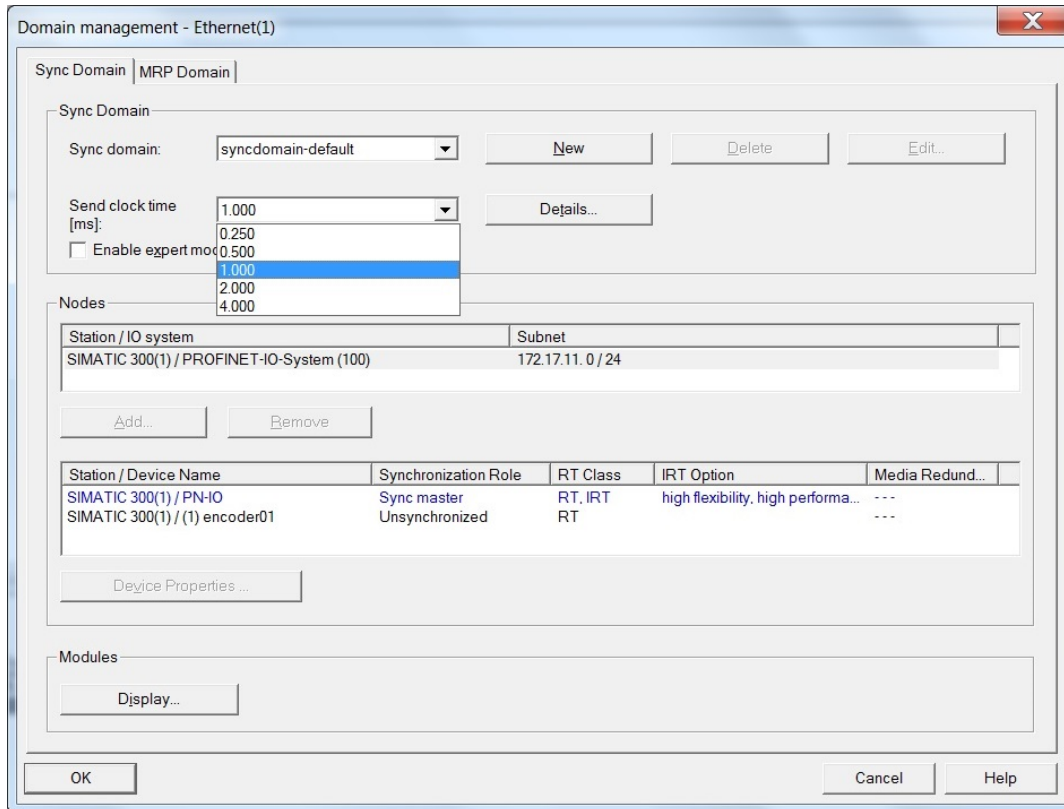 Domain management - Ethernet(1)
X
Sync Domain MRP Domain
Sync Domain
Sync domain: syncdomain-default New Delete Edit...
Send clock time
[ms]: 1.000 Details...
0.250
Enable expert mod 0.500
1.000
2.000
4.000
Nodes
Station / IO system Subnet
SIMATIC 300(1) / PROFINET-IO-System (100) 172.17.11. 0 / 24
Add... Remove
Station / Device Name Synchronization Role RT Class IRT Option Media Redund...
SIMATIC 300(1) / PN-IO Sync master RT, IRT high flexibility, high performa... - - -
SIMATIC 300(1) / (1) encoder01 Unsynchronized RT - - -
Device Properties ...
Modules
Display...
OK Cancel Help